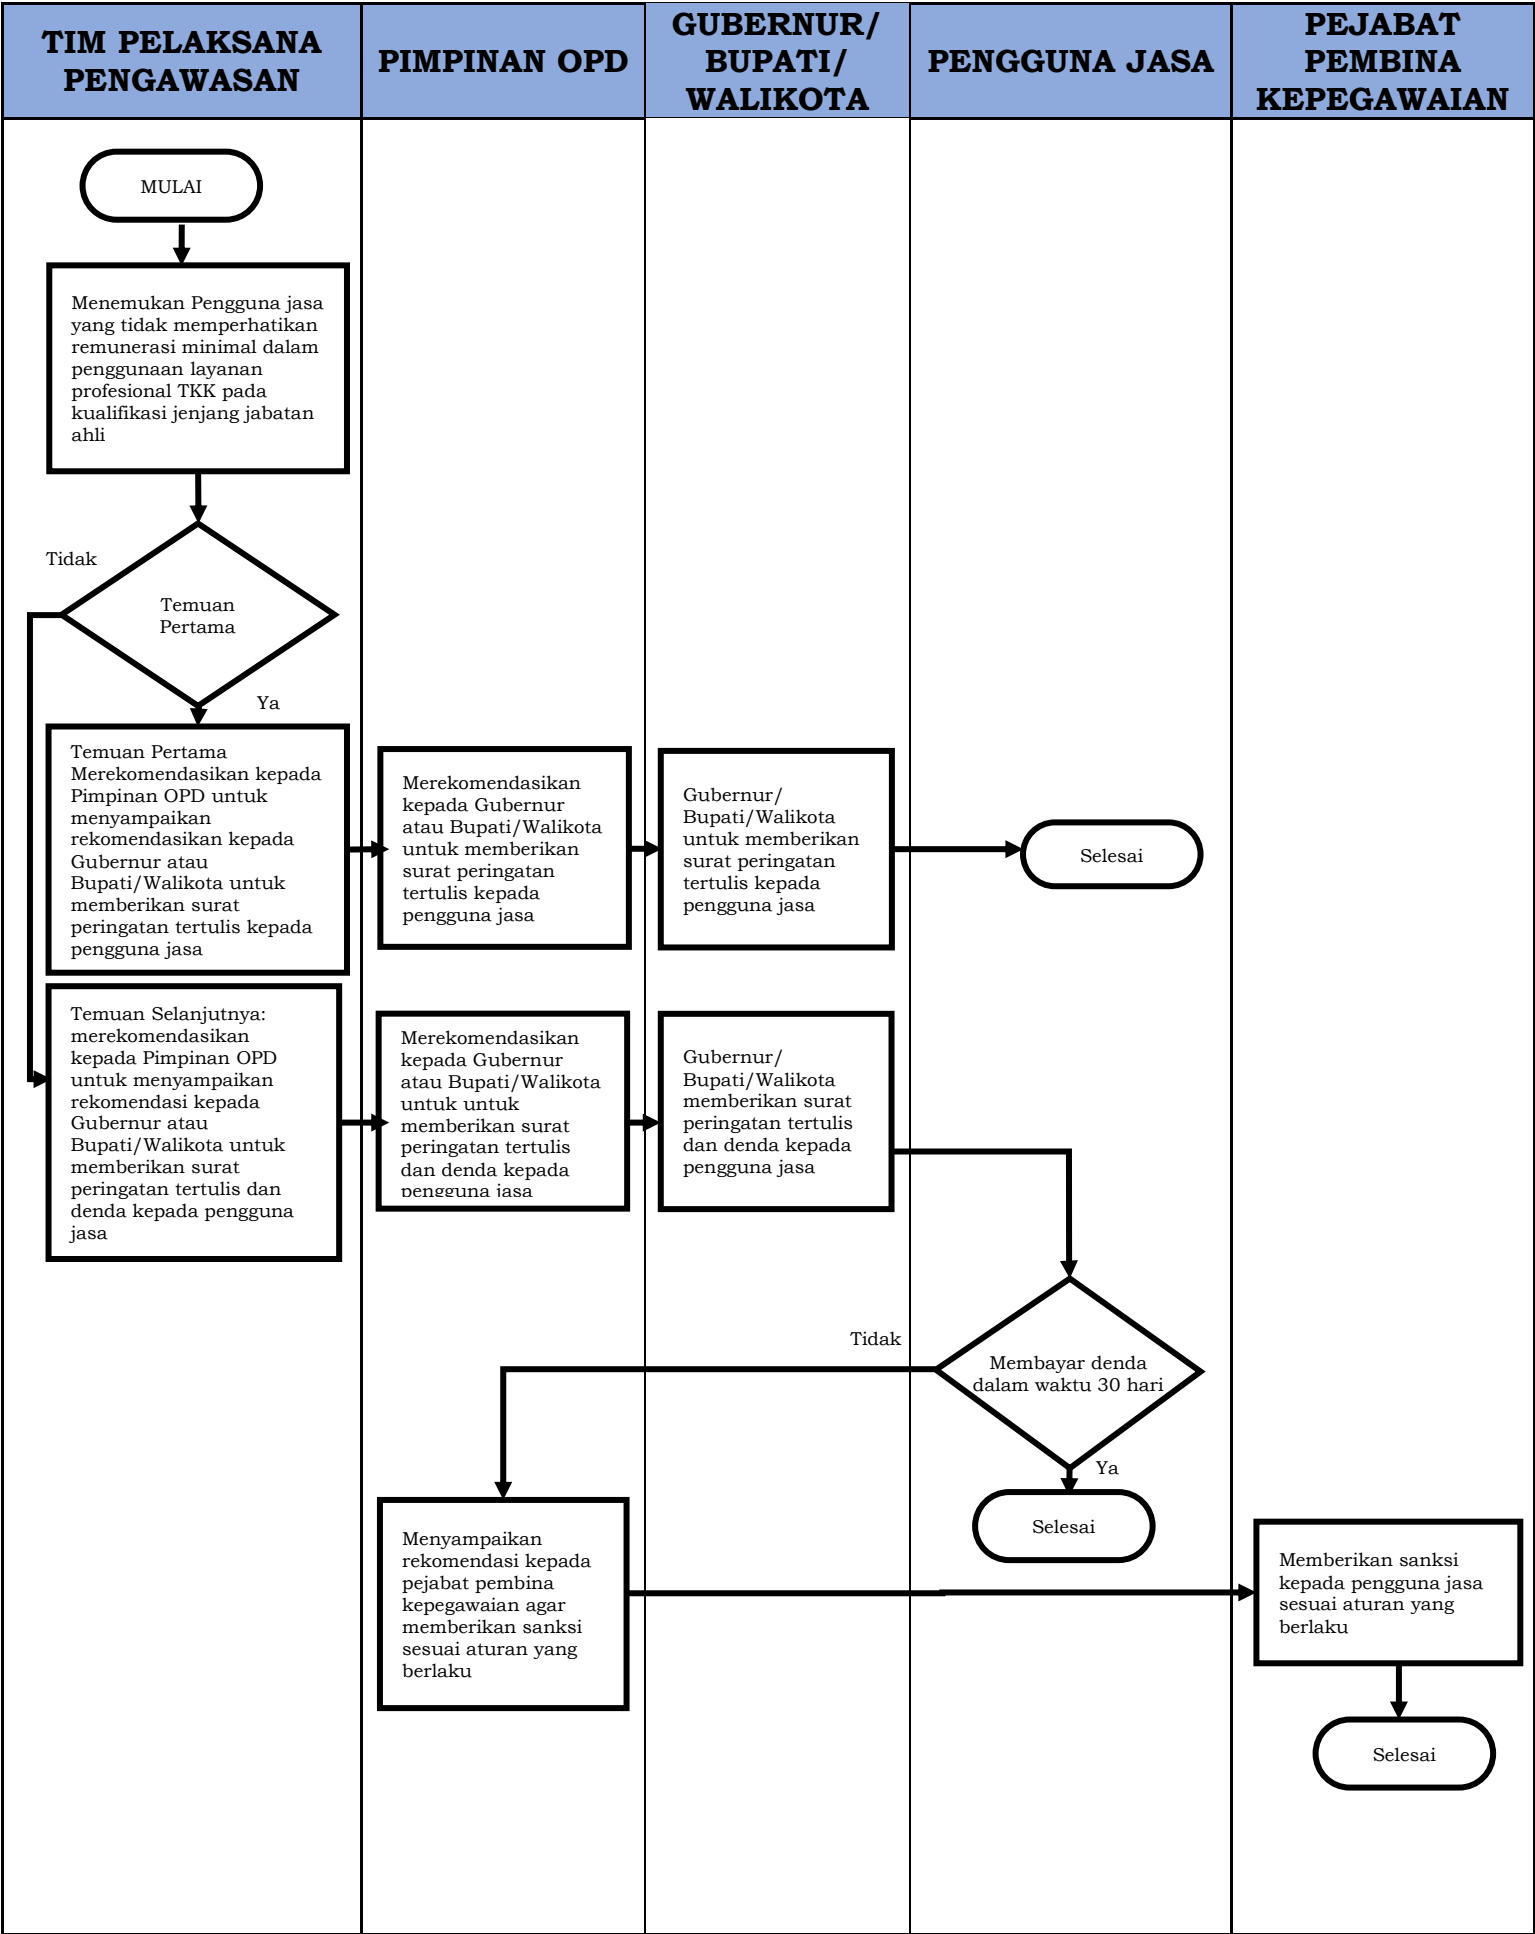 TIM PELAKSANA
PENGAWASAN
PIMPINAN OPD
GUBERNUR/
BUPATI/
WALIKOTA
PENGGUNA JASA
PEJABAT
PEMBINA
KEPEGAWAIAN
MULAI
Menemukan Pengguna jasa
yang tidak memperhatikan
remunerasi minimal dalam
penggunaan layanan
profesional TKK pada
kualifikasi jenjang jabatan
ahli
Tidak
Temuan
Pertama
Ya
Temuan Pertama
Merekomendasikan kepada
Pimpinan OPD untuk
menyampaikan
rekomendasikan kepada
Gubernur atau
Bupati/Walikota untuk
memberikan surat
peringatan tertulis kepada
pengguna jasa
Merekomendasikan
kepada Gubernur
atau Bupati/Walikota
untuk memberikan
surat peringatan
tertulis kepada
pengguna jasa
Gubernur/
Bupati/Walikota
untuk memberikan
surat peringatan
tertulis kepada
pengguna jasa
Selesai
Temuan Selanjutnya:
merekomendasikan
kepada Pimpinan OPD
untuk menyampaikan
rekomendasi kepada
Gubernur atau
Bupati/Walikota untuk
memberikan surat
peringatan tertulis dan
denda kepada pengguna
jasa
Merekomendasikan
kepada Gubernur
atau Bupati/Walikota
untuk untuk
memberikan surat
peringatan tertulis
dan denda kepada
pengguna jasa
Gubernur/
Bupati/Walikota
memberikan surat
peringatan tertulis
dan denda kepada
pengguna jasa
Tidak
Membayar denda
dalam waktu 30 hari
Ya
Selesai
Menyampaikan
rekomendasi kepada
pejabat pembina
kepegawaian agar
memberikan sanksi
sesuai aturan yang
berlaku
Memberikan sanksi
kepada pengguna jasa
sesuai aturan yang
berlaku
Selesai